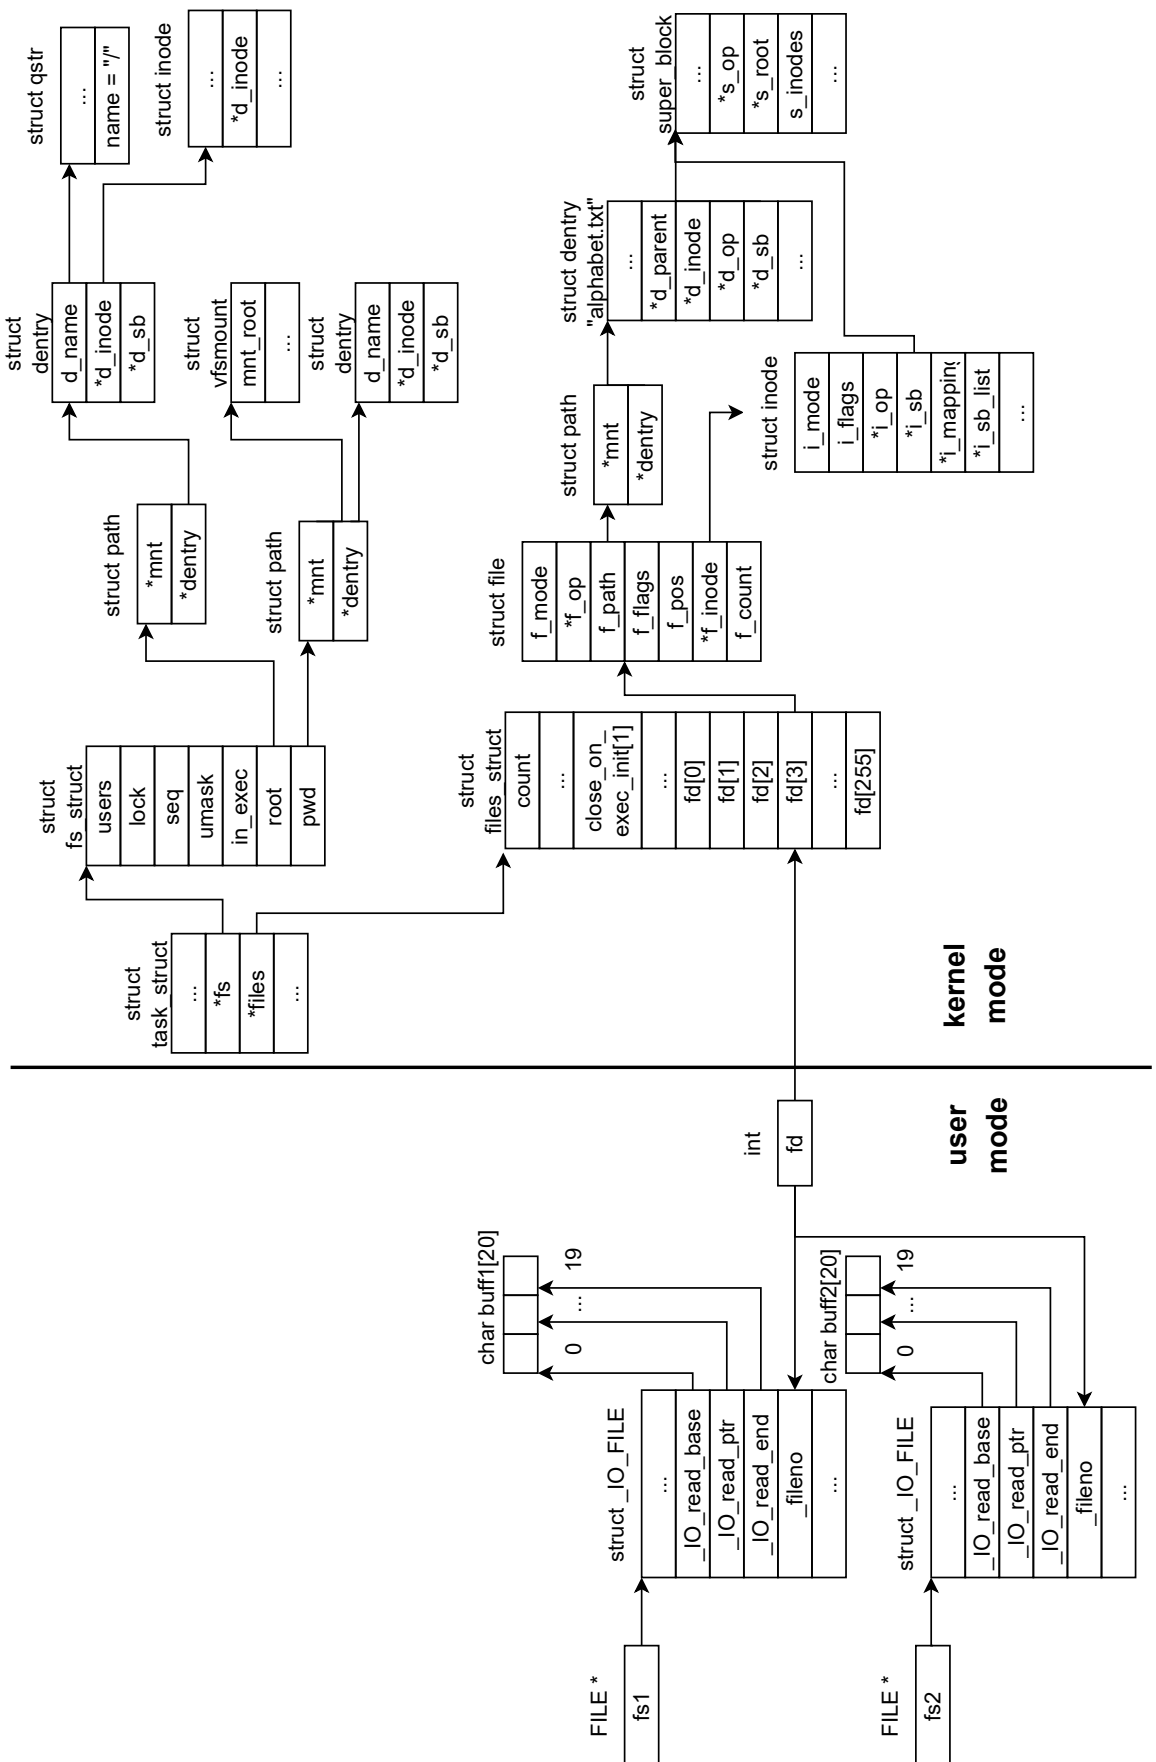 FILE *
fs1
FILE *
fs2
struct _IO_FILE
...
_IO_read_base
_IO_read_ptr
_IO_read_end
_fileno
...
char buff1[20]
0
...
19
struct _IO_FILE
...
_IO_read_base
_IO_read_ptr
_IO_read_end
_fileno
...
char buff2[20]
0
...
19
int
fd
user
mode
kernel
mode
struct
task_struct
...
*fs
*files
...
struct
fs_struct
users
lock
seq
umask
in_exec
root
pwd
struct
files_struct
count
...
close_on_
exec_init[1]
...
fd[0]
fd[1]
fd[2]
fd[3]
...
fd[255]
struct path
*mnt
*dentry
struct path
*mnt
*dentry
struct file
f_mode
*f_op
f_path
f_flags
f_pos
*f_inode
f_count
struct
dentry
d_name
*d_inode
*d_sb
struct
vfsmount
mnt_root
...
struct
dentry
d_name
*d_inode
*d_sb
struct path
*mnt
*dentry
struct inode
i_mode
i_flags
*i_op
*i_sb
*i_mapping
*i_sb_list
...
struct qstr
...
name = "/"
struct inode
...
*d_inode
...
struct dentry
"alphabet.txt"
...
*d_parent
*d_inode
*d_op
*d_sb
...
struct
super_block
...
*s_op
*s_root
s_inodes
...